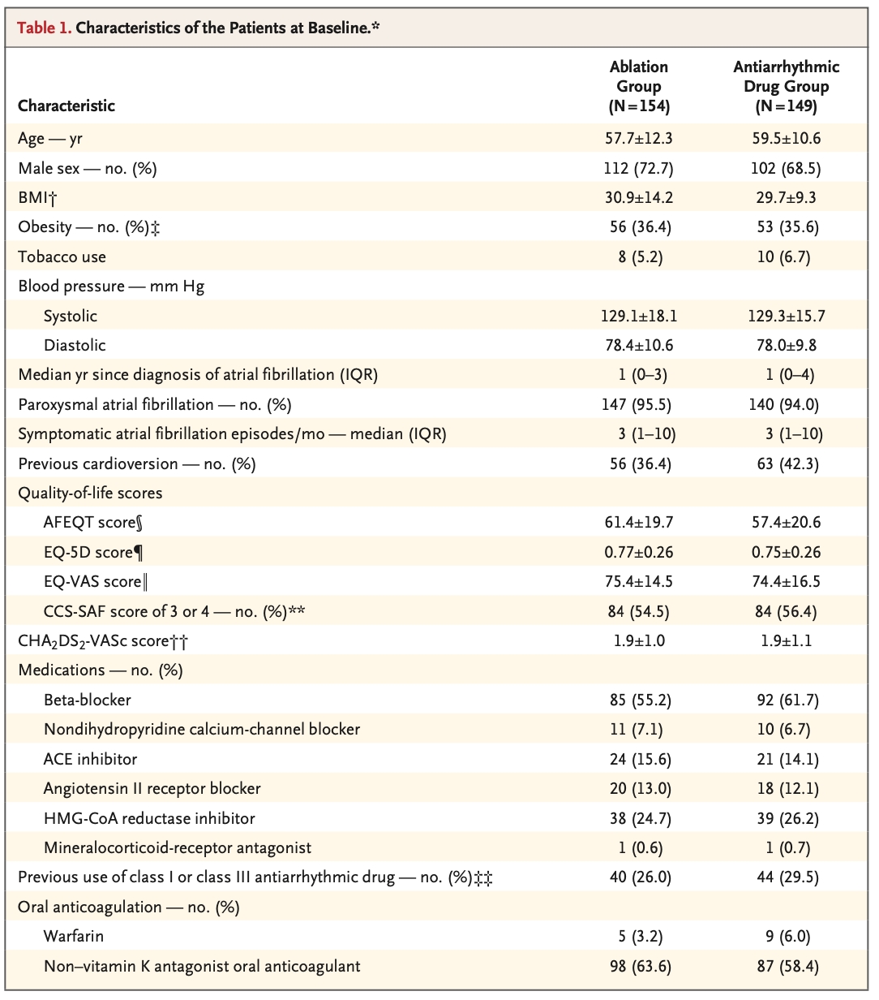 Table 1. Characteristics of the Patients at Baseline.*
Characteristic Ablation Group (N=154) Antiarrhythmic Drug Group (N=149)
Age — yr 57.7±12.3 59.5±10.6
Male sex — no. (%) 112 (72.7) 102 (68.5)
BMI† 30.9±14.2 29.7±9.3
Obesity — no. (%)‡ 56 (36.4) 53 (35.6)
Tobacco use 8 (5.2) 10 (6.7)
Blood pressure — mm Hg
Systolic 129.1±18.1 129.3±15.7
Diastolic 78.4±10.6 78.0±9.8
Median yr since diagnosis of atrial fibrillation (IQR) 1 (0–3) 1 (0–4)
Paroxysmal atrial fibrillation — no. (%) 147 (95.5) 140 (94.0)
Symptomatic atrial fibrillation episodes/mo — median (IQR) 3 (1–10) 3 (1–10)
Previous cardioversion — no. (%) 56 (36.4) 63 (42.3)
Quality-of-life scores
AFEQT score§ 61.4±19.7 57.4±20.6
EQ-5D score¶ 0.77±0.26 0.75±0.26
EQ-VAS score‖ 75.4±14.5 74.4±16.5
CCS-SAF score of 3 or 4 — no. (%)** 84 (54.5) 84 (56.4)
CHA₂DS₂-VASc score†† 1.9±1.0 1.9±1.1
Medications — no. (%)
Beta-blocker 85 (55.2) 92 (61.7)
Nondihydropyridine calcium-channel blocker 11 (7.1) 10 (6.7)
ACE inhibitor 24 (15.6) 21 (14.1)
Angiotensin II receptor blocker 20 (13.0) 18 (12.1)
HMG-CoA reductase inhibitor 38 (24.7) 39 (26.2)
Mineralocorticoid-receptor antagonist 1 (0.6) 1 (0.7)
Previous use of class I or class III antiarrhythmic drug — no. (%)‡‡ 40 (26.0) 44 (29.5)
Oral anticoagulation — no. (%)
Warfarin 5 (3.2) 9 (6.0)
Non–vitamin K antagonist oral anticoagulant 98 (63.6) 87 (58.4)